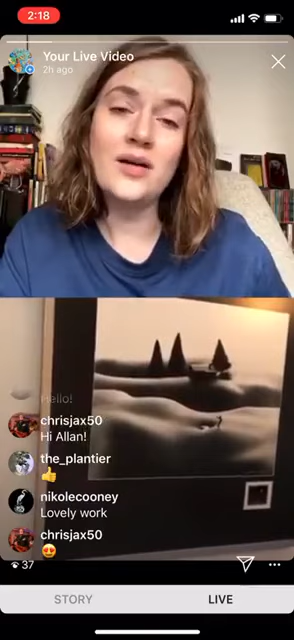 2:18
Your Live Video
2h ago
Hello!
chrisjax50
Hi Allan!
the_plantier
👍
nikolecooney
Lovely work
chrisjax50
😍
37
STORY
LIVE